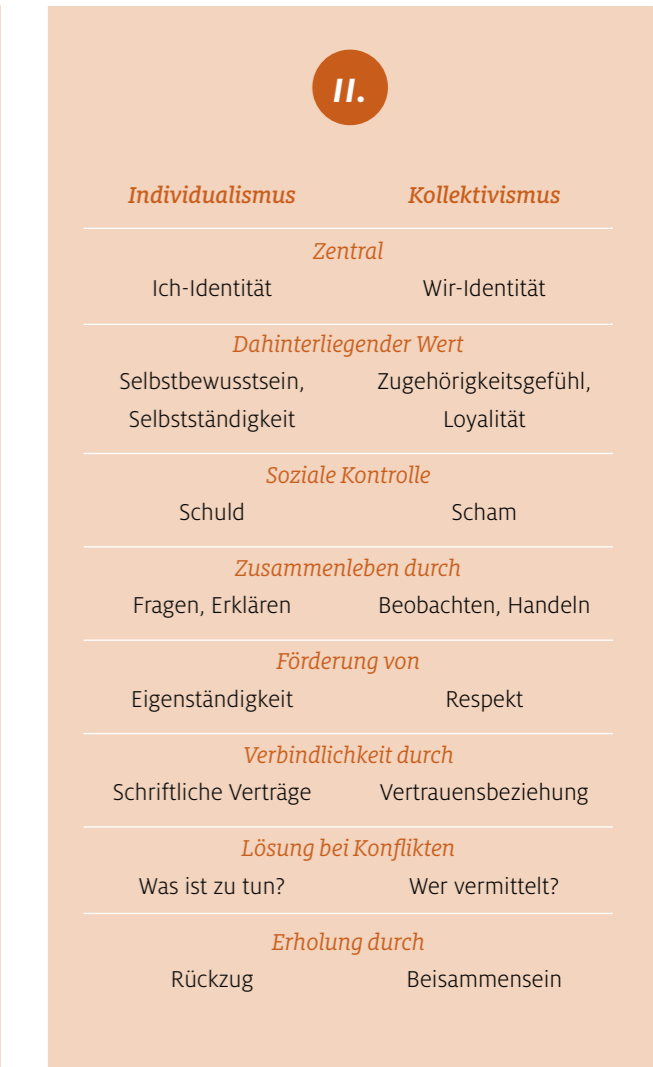 II.
Individualismus Kollektivismus
Zentral
Ich-Identität Wir-Identität
Dahinterliegender Wert
Selbstbewusstsein, Zugehörigkeitsgefühl,
Selbstständigkeit Loyalität
Soziale Kontrolle
Schuld Scham
Zusammenleben durch
Fragen, Erklären Beobachten, Handeln
Förderung von
Eigenständigkeit Respekt
Verbindlichkeit durch
Schriftliche Verträge Vertrauensbeziehung
Lösung bei Konflikten
Was ist zu tun? Wer vermittelt?
Erholung durch
Rückzug Beisammensein